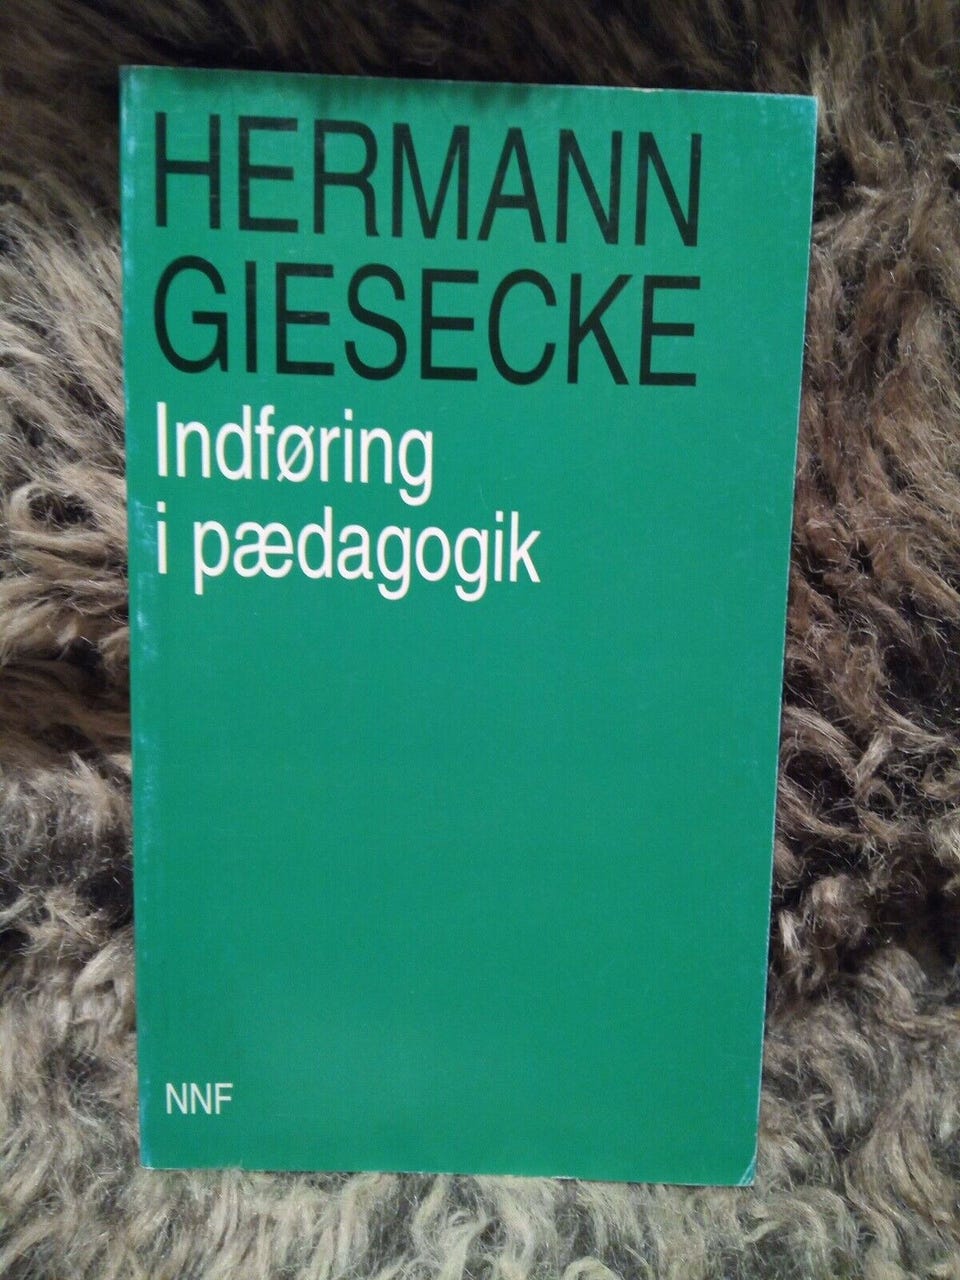 HERMANN
GIESECKE
Indføring
i pædagogik
NNF